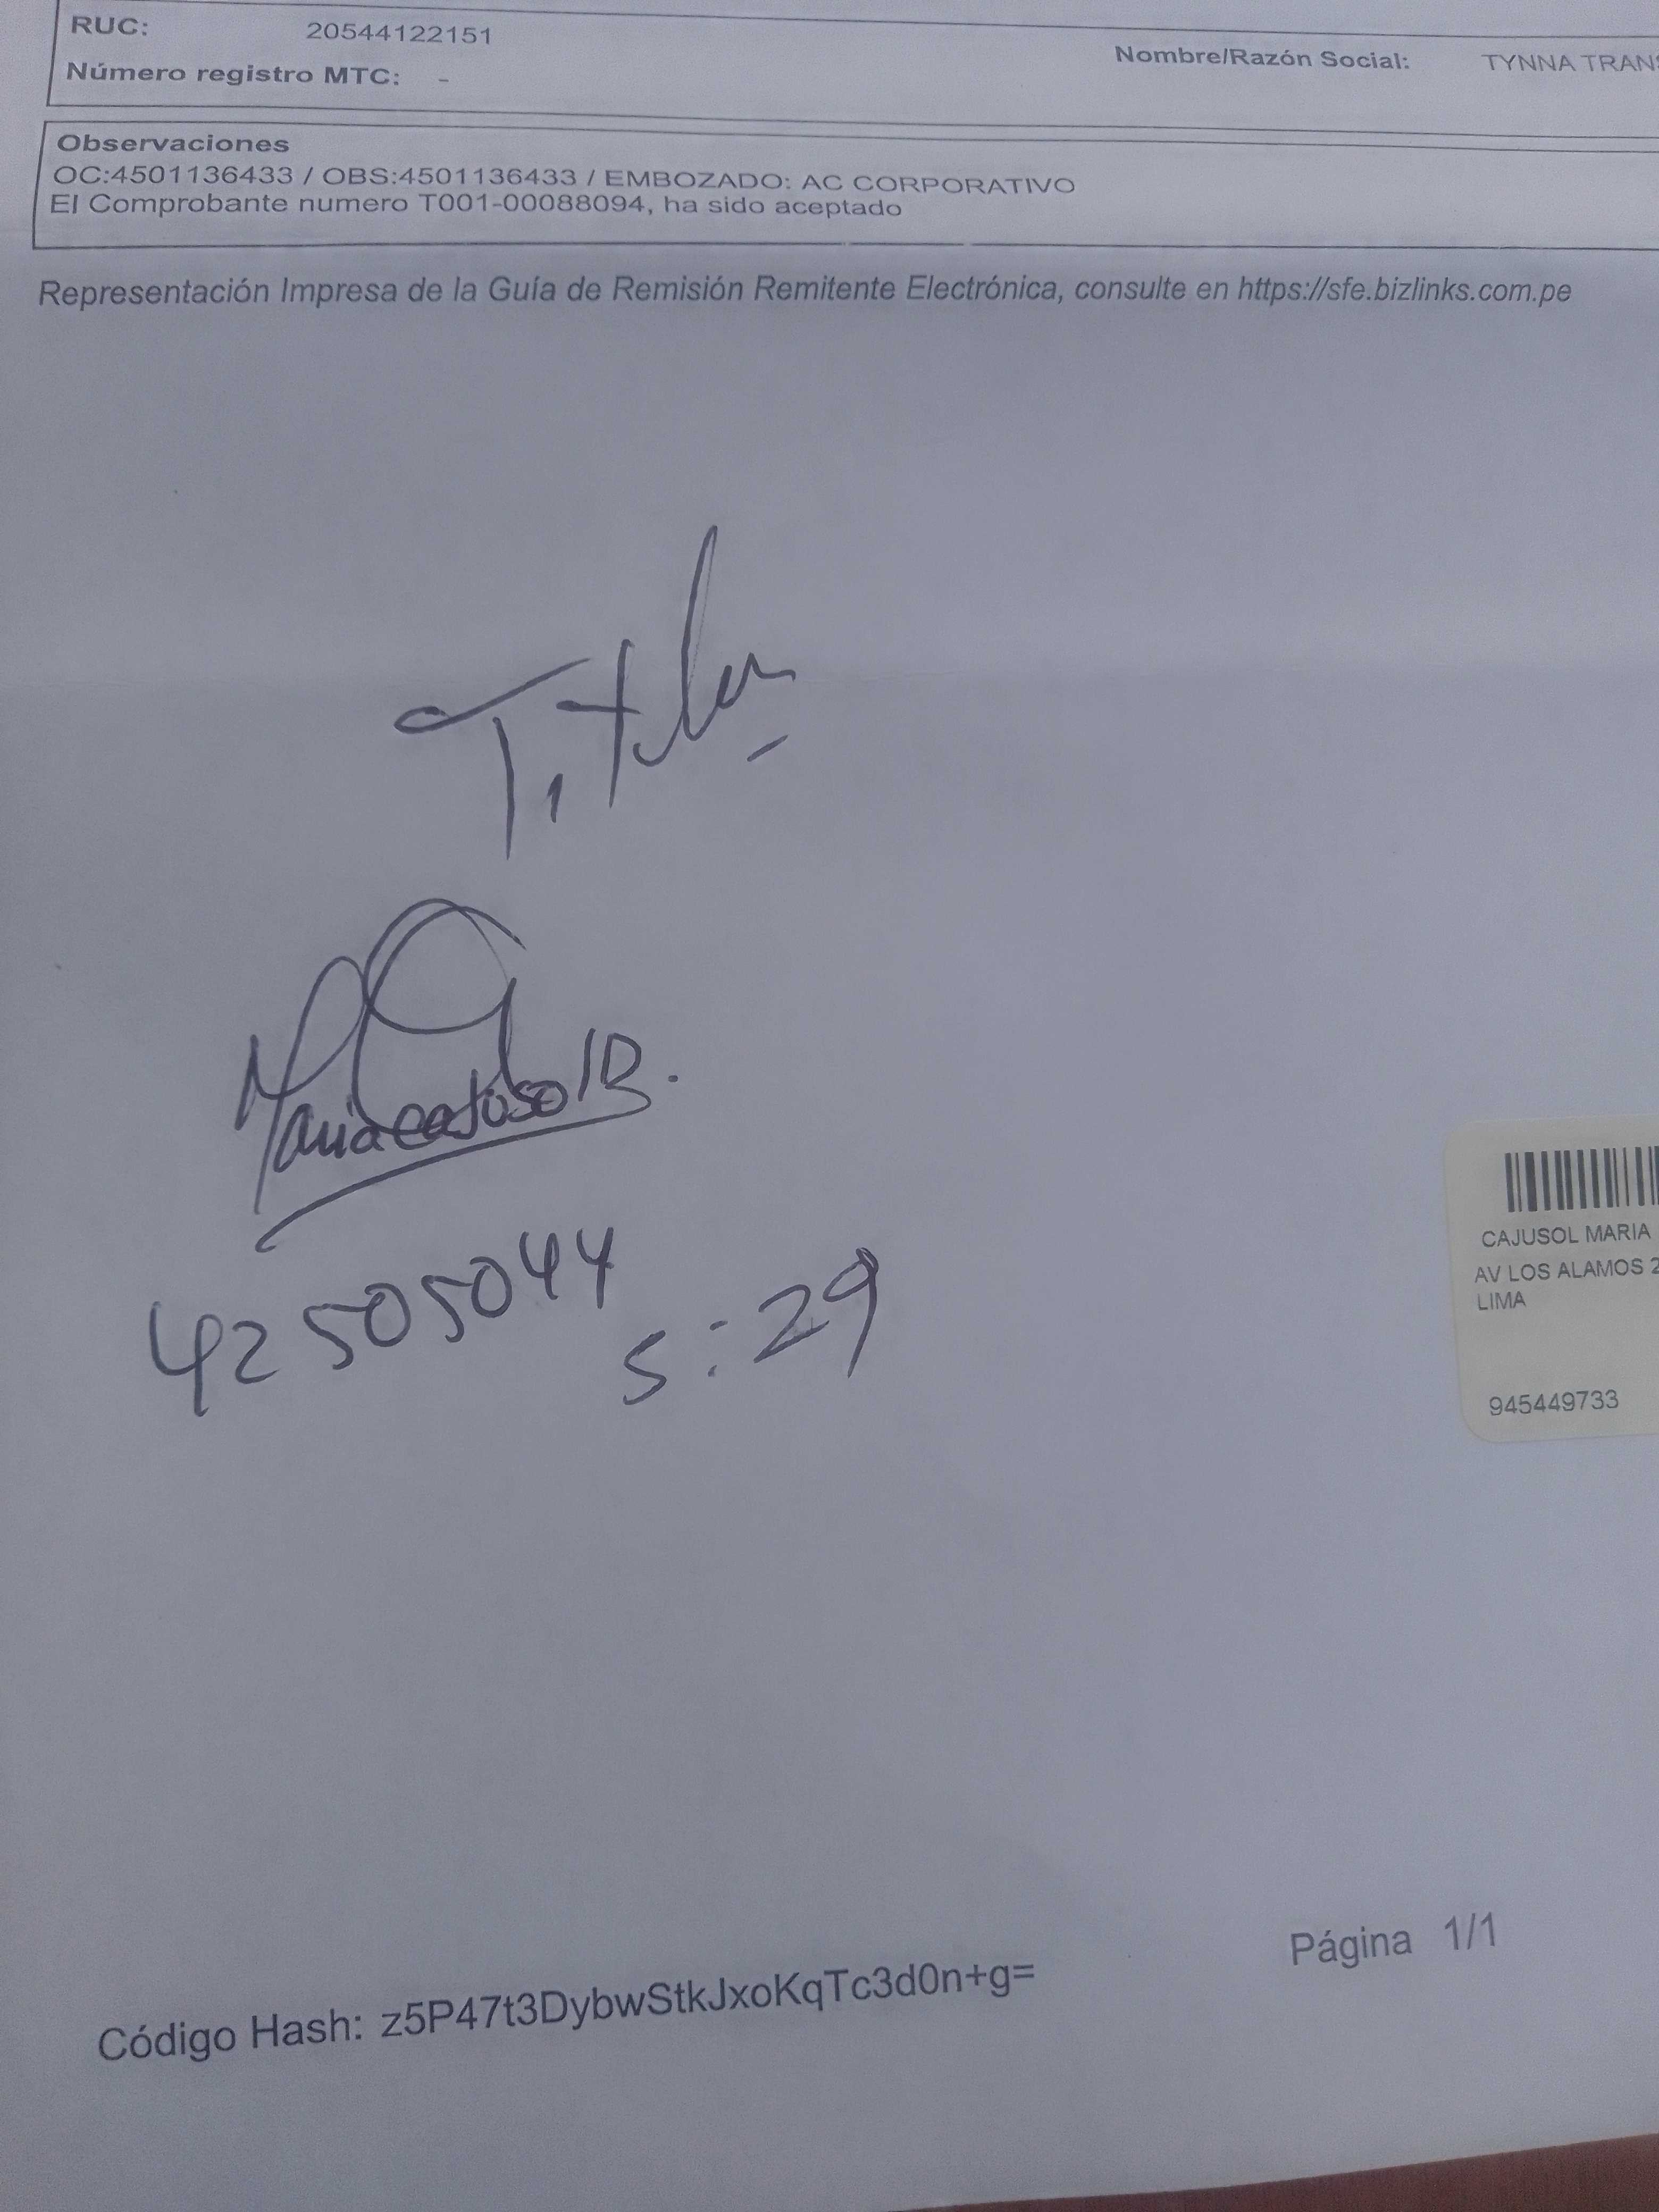 RUC: 20544122151
Nombre/Razón Social: TYNNA TRANS
Número registro MTC: -
Observaciones
OC:4501136433 / OBS:4501136433 / EMBOZADO: AC CORPORATIVO
El Comprobante numero T001-00088094, ha sido aceptado
Representación Impresa de la Guía de Remisión Remitente Electrónica, consulte en https://sfe.bizlinks.com.pe
Maria Cajusol B.
42505044
5:29
CAJUSOL MARIA
AV LOS ALAMOS 2
LIMA
945449733
Página 1/1
Código Hash: z5P47t3DybwStkJxoKqTc3d0n+g=